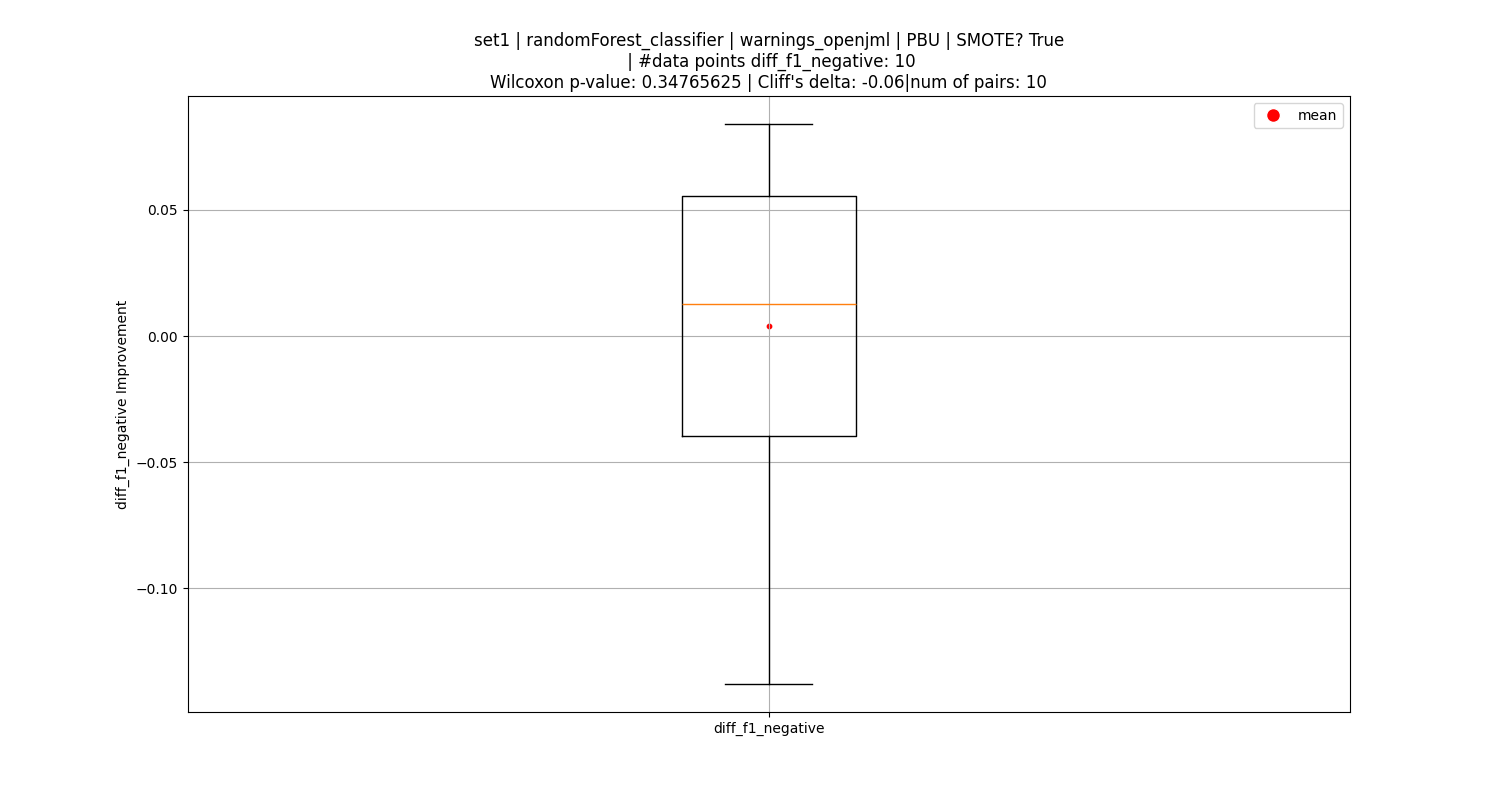 set1 | randomForest_classifier | warnings_openjml | PBU | SMOTE? True
| #data points diff_f1_negative: 10
Wilcoxon p-value: 0.34765625 | Cliff's delta: -0.06|num of pairs: 10
mean
0.05
0.00
−0.05
−0.10
diff_f1_negative Improvement
diff_f1_negative